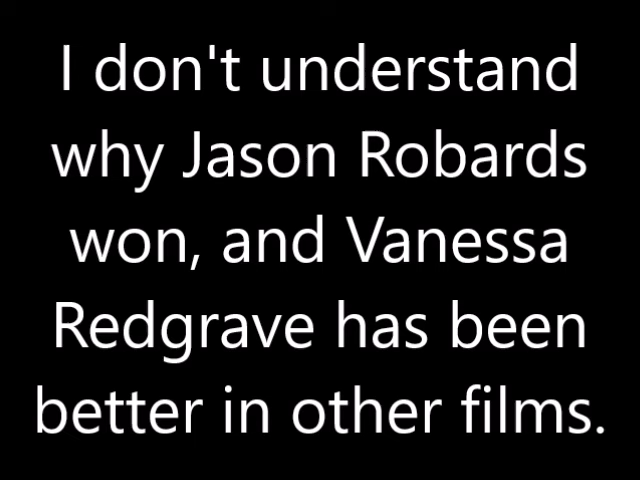 I don't understand
why Jason Robards
won, and Vanessa
Redgrave has been
better in other films.